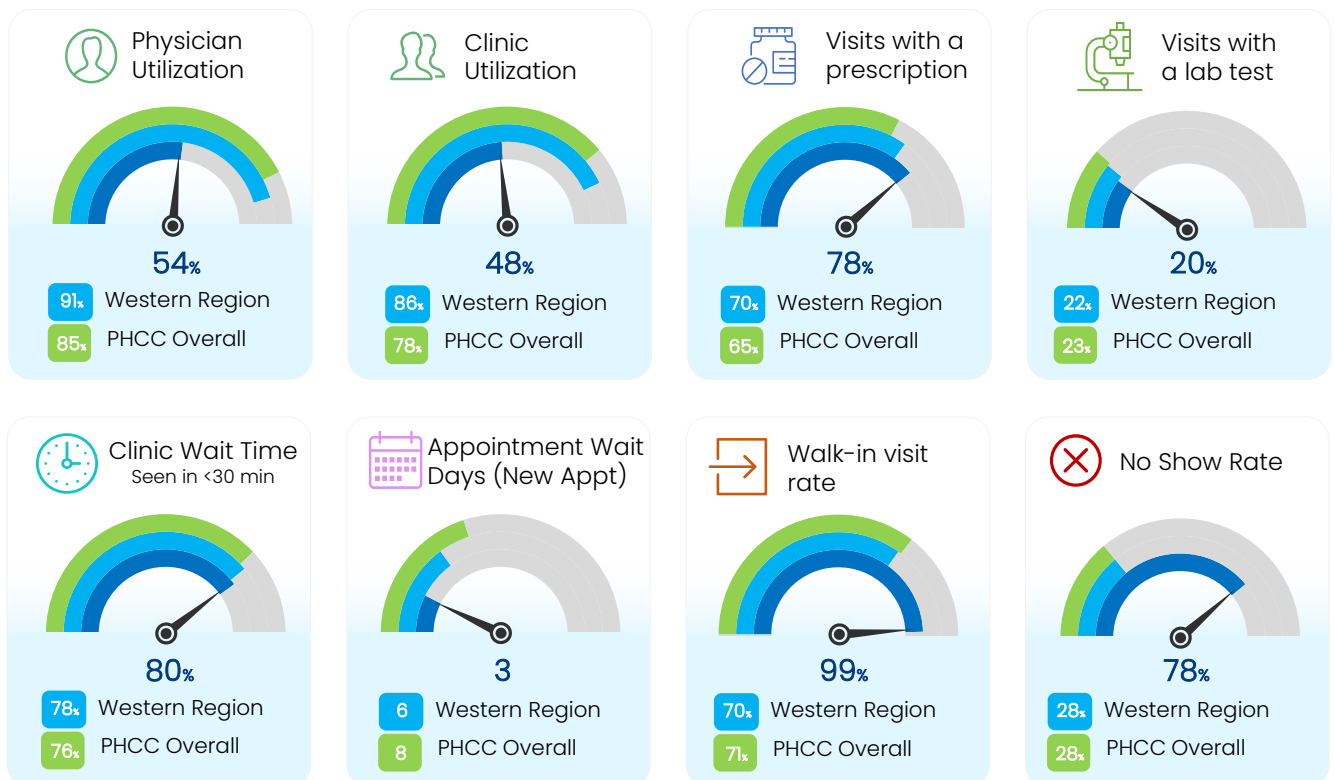 Physician
Utilization
54%
91% Western Region
85% PHCC Overall
Clinic
Utilization
48%
86% Western Region
78% PHCC Overall
Visits with a
prescription
78%
70% Western Region
65% PHCC Overall
Visits with
a lab test
20%
22% Western Region
23% PHCC Overall
Clinic Wait Time
Seen in <30 min
80%
78% Western Region
76% PHCC Overall
Appointment Wait
Days (New Appt)
3
6 Western Region
8 PHCC Overall
Walk-in visit
rate
99%
70% Western Region
71% PHCC Overall
No Show Rate
78%
28% Western Region
28% PHCC Overall